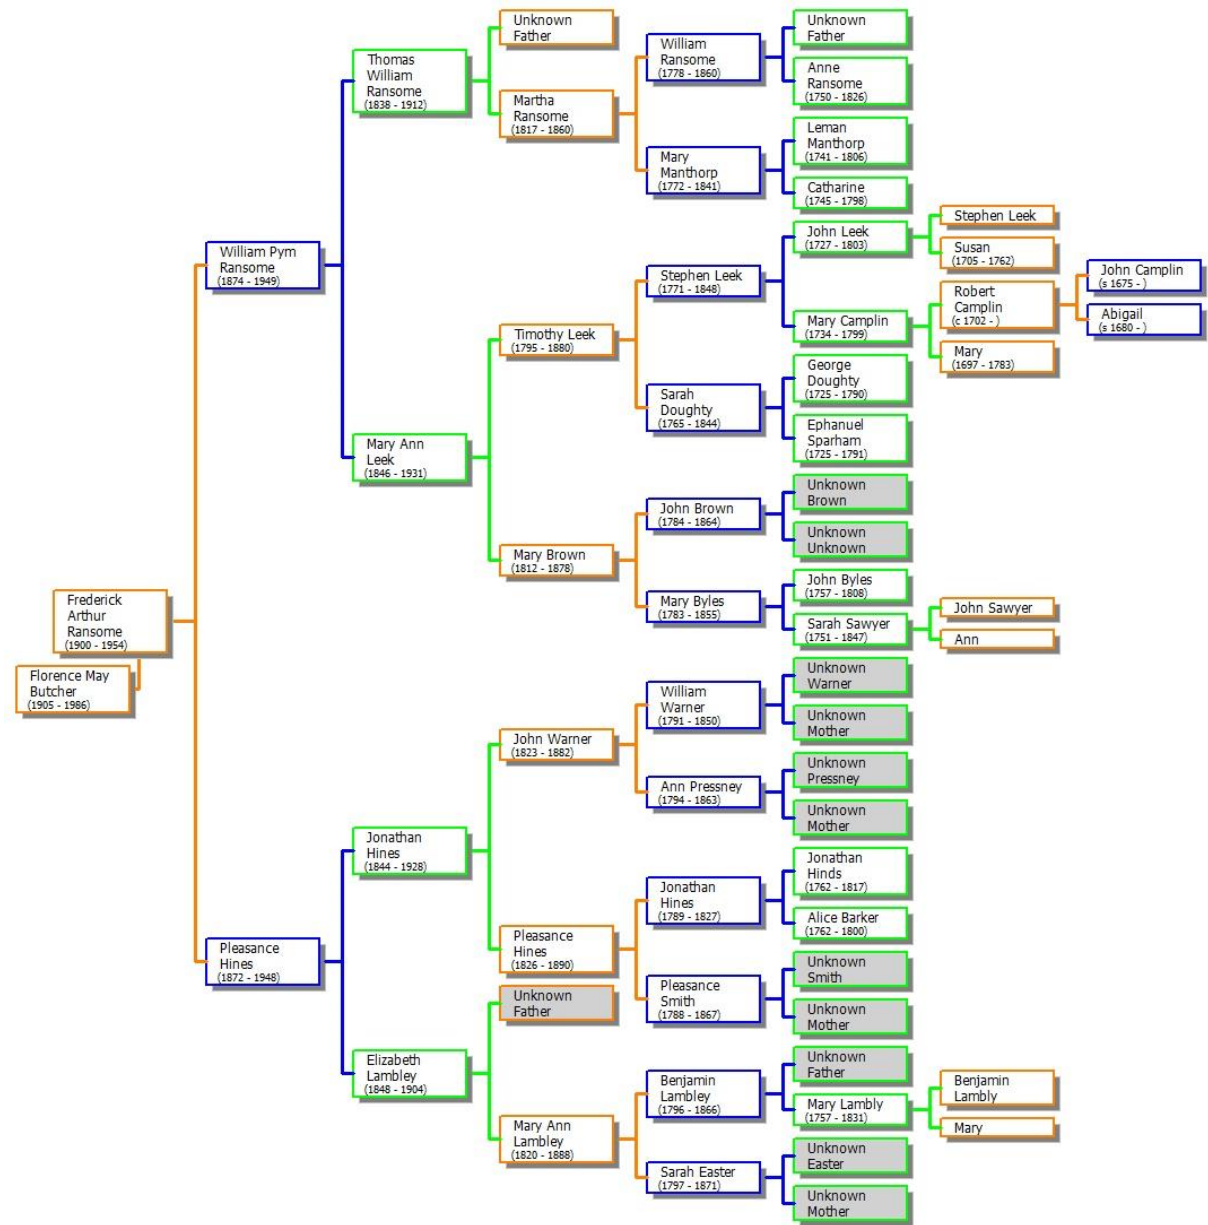 Unknown
Father
Thomas
William
Ransome
(1838 - 1912)
Martha
Ransome
(1817 - 1860)
William
Ransome
(1778 - 1860)
Unknown
Father
Anne
Ransome
(1750 - 1826)
Mary
Manthorp
(1772 - 1841)
Leman
Manthorp
(1741 - 1806)
Catharine
(1745 - 1798)
William Pym
Ransome
(1874 - 1949)
Mary Ann
Leek
(1846 - 1931)
Timothy Leek
(1795 - 1880)
Stephen Leek
(1771 - 1848)
John Leek
(1727 - 1803)
Stephen Leek
Susan
(1705 - 1762)
Mary Camplin
(1734 - 1799)
Robert
Camplin
(c 1702 - )
John Camplin
(s 1675 - )
Abigail
(s 1680 - )
Mary
(1697 - 1783)
Sarah
Doughty
(1765 - 1844)
George
Doughty
(1725 - 1790)
Ephanuel
Sparham
(1725 - 1791)
Mary Brown
(1812 - 1878)
John Brown
(1784 - 1864)
Unknown
Brown
Unknown
Unknown
Mary Byles
(1783 - 1855)
John Byles
(1757 - 1808)
Sarah Sawyer
(1751 - 1847)
John Sawyer
Ann
Frederick
Arthur
Ransome
(1900 - 1954)
Florence May
Butcher
(1905 - 1986)
Pleasance
Hines
(1872 - 1948)
Jonathan
Hines
(1844 - 1928)
John Warner
(1823 - 1882)
William
Warner
(1791 - 1850)
Unknown
Warner
Unknown
Mother
Ann Pressney
(1794 - 1863)
Unknown
Pressney
Unknown
Mother
Pleasance
Hines
(1826 - 1890)
Jonathan
Hines
(1789 - 1827)
Jonathan
Hinds
(1762 - 1817)
Alice Barker
(1762 - 1800)
Pleasance
Smith
(1788 - 1867)
Unknown
Smith
Unknown
Mother
Elizabeth
Lambley
(1848 - 1904)
Unknown
Father
Mary Ann
Lambley
(1820 - 1888)
Benjamin
Lambley
(1796 - 1866)
Unknown
Father
Mary Lambly
(1757 - 1831)
Benjamin
Lambly
Mary
Sarah Easter
(1797 - 1871)
Unknown
Easter
Unknown
Mother